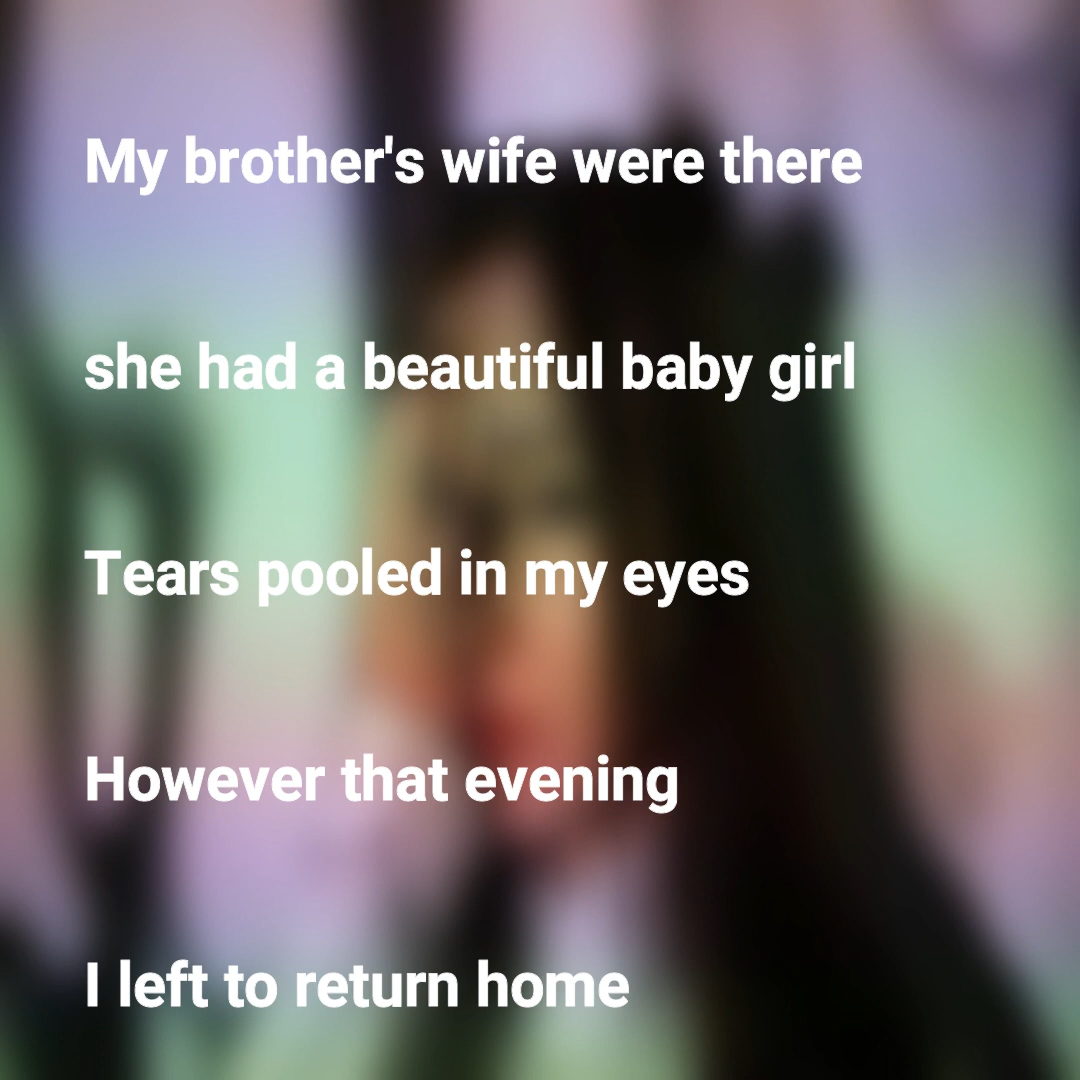 My brother's wife were there
she had a beautiful baby girl
Tears pooled in my eyes
However that evening
I left to return home